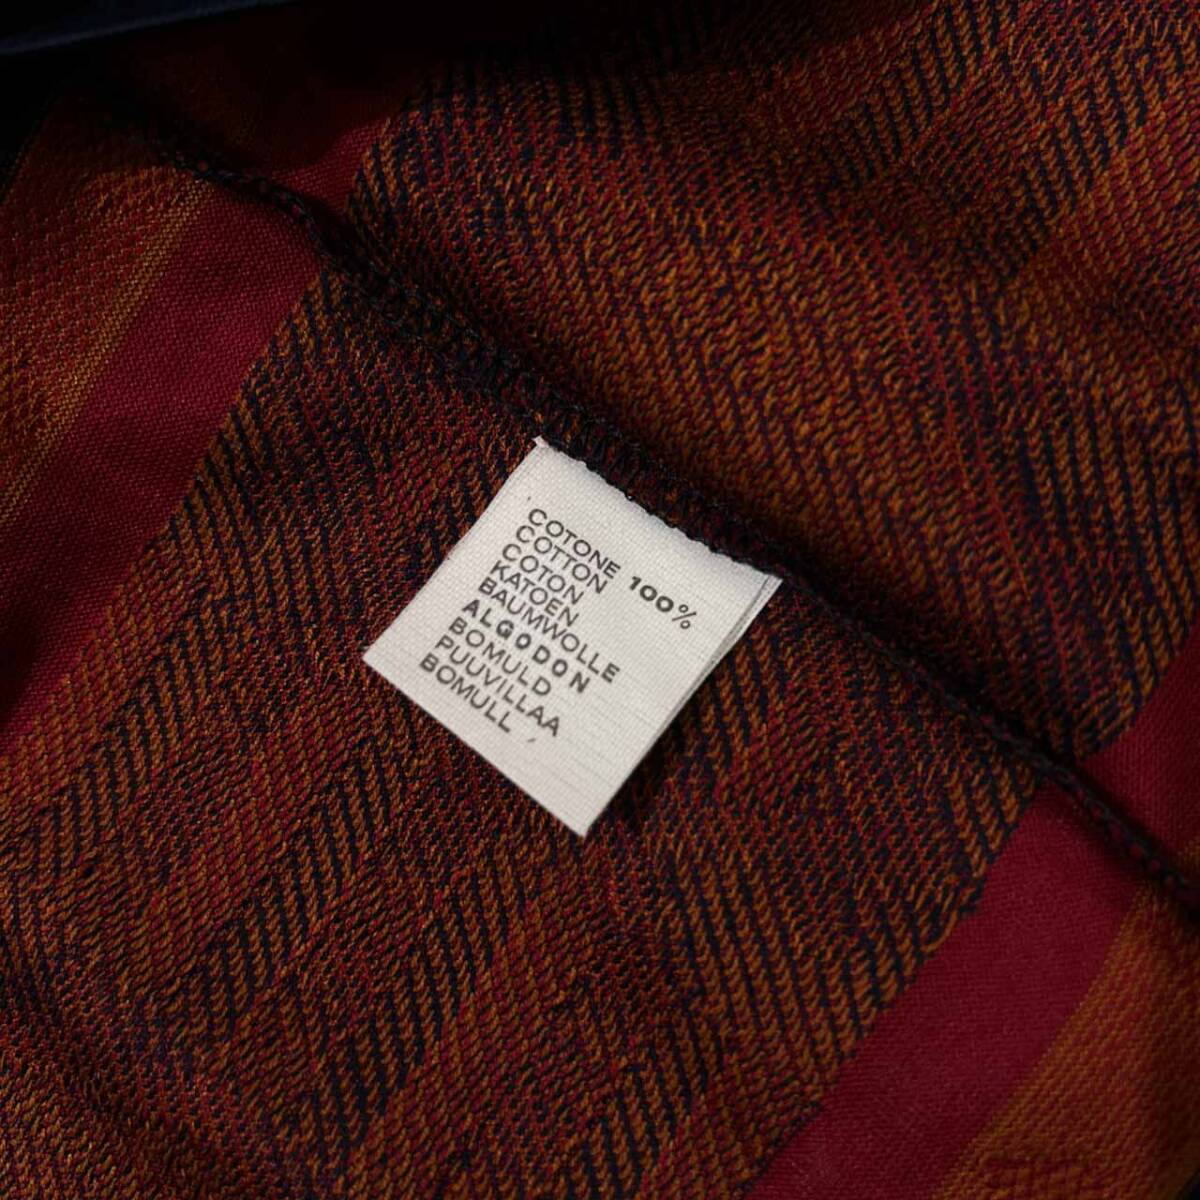 COTONE 100%
COTTON
COTON
KATOEN
BAUMWOLLE
ALGODON
BOMULD
PUUVILLAA
BOMULL